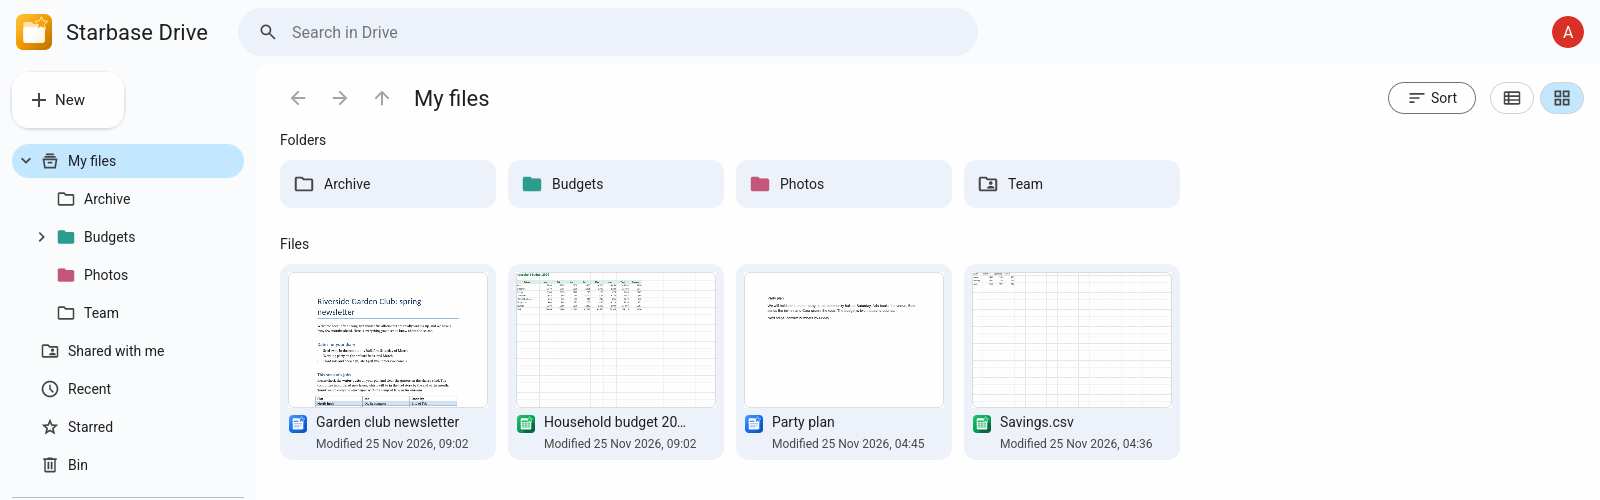 Starbase Drive
Search in Drive
A
New
My files
Sort
My files
Archive
Budgets
Photos
Team
Shared with me
Recent
Starred
Bin
Folders
Archive
Budgets
Photos
Team
Files
Riverside Garden Club: spring
newsletter
Party plan
Garden club newsletter
Modified 25 Nov 2026, 09:02
Household budget 20…
Modified 25 Nov 2026, 09:02
Party plan
Modified 25 Nov 2026, 04:45
Savings.csv
Modified 25 Nov 2026, 04:36